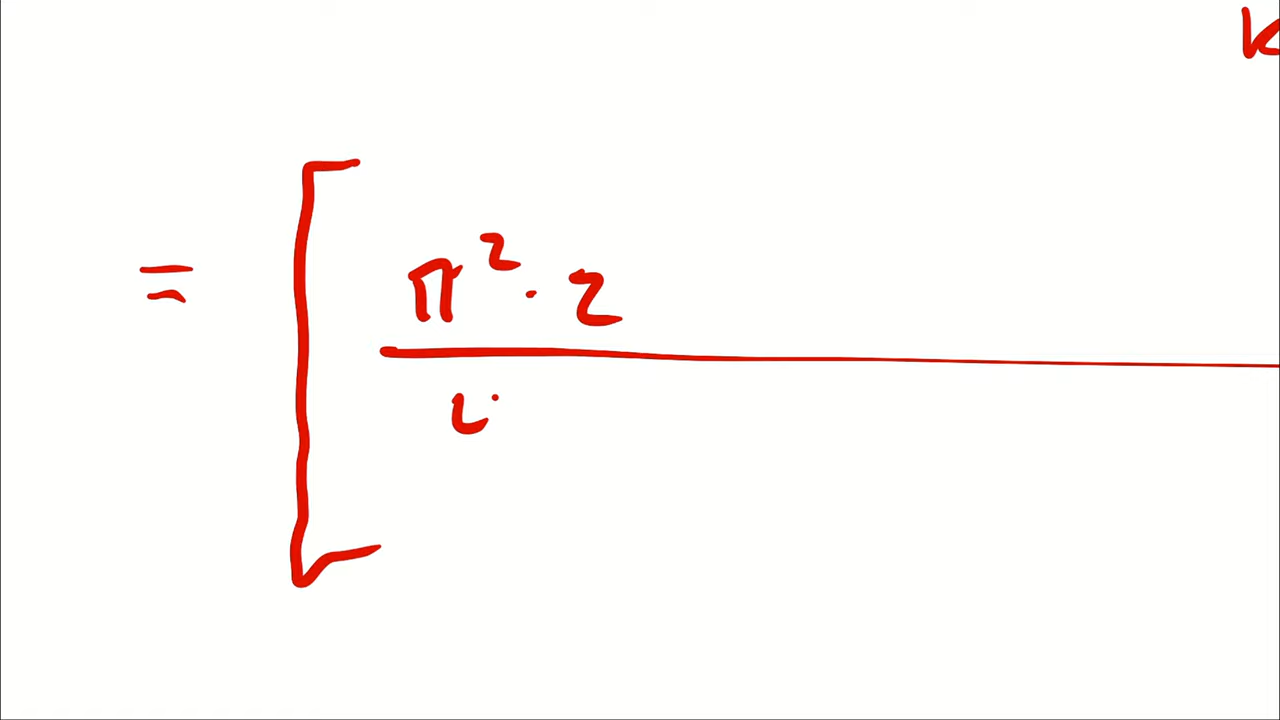 k
= [ π² · 2